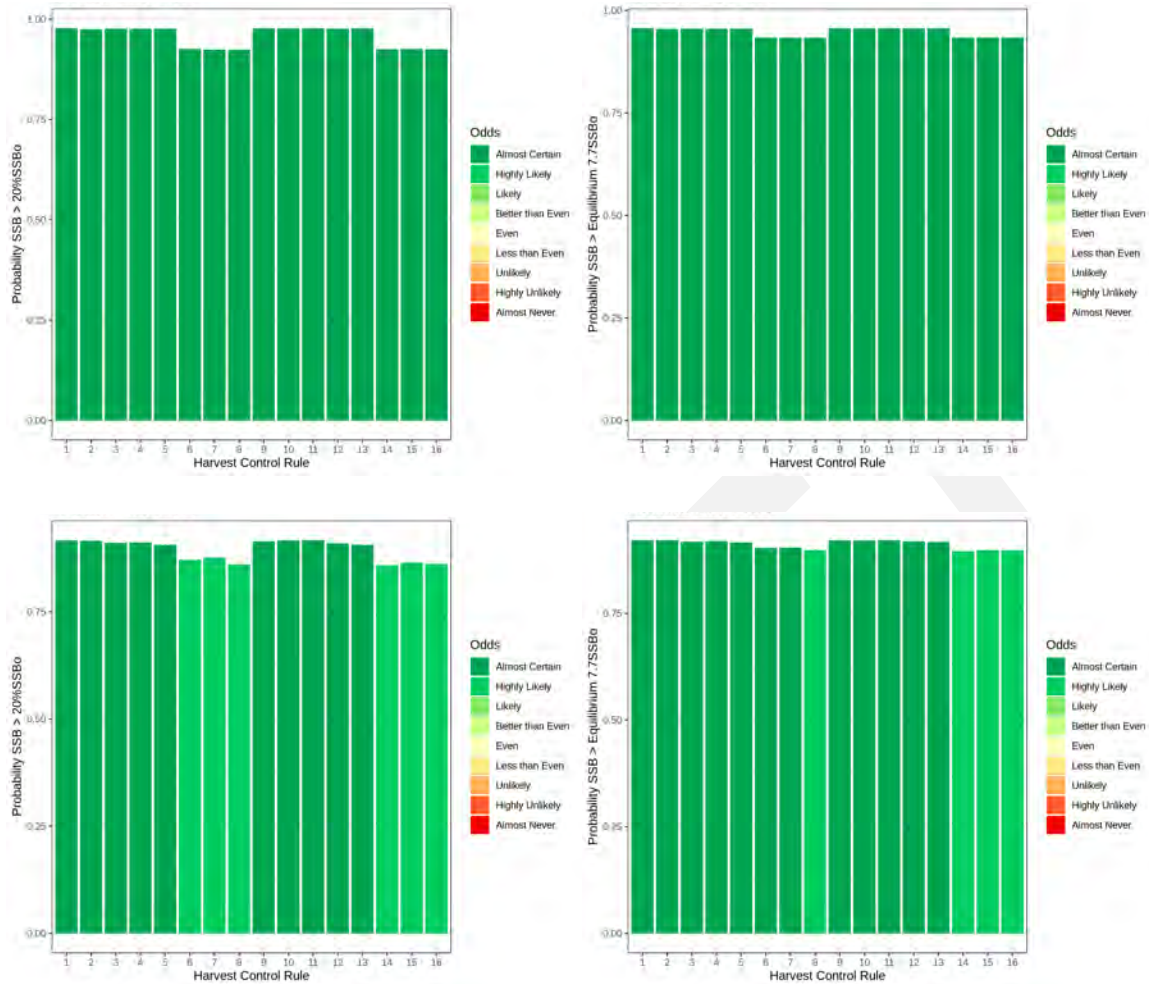 Probability SSB > 20%SSBo
1.00
0.75
0.50
0.25
0.00
1 2 3 4 5 6 7 8 9 10 11 12 13 14 15 16
Harvest Control Rule
Odds
Almost Certain
Highly Likely
Likely
Better than Even
Even
Less than Even
Unlikely
Highly Unlikely
Almost Never
Probability SSB > Equilibrium 7.7SSBo
1.00
0.75
0.50
0.25
0.00
1 2 3 4 5 6 7 8 9 10 11 12 13 14 15 16
Harvest Control Rule
Odds
Almost Certain
Highly Likely
Likely
Better than Even
Even
Less than Even
Unlikely
Highly Unlikely
Almost Never
Probability SSB > 20%SSBo
0.75
0.50
0.25
0.00
1 2 3 4 5 6 7 8 9 10 11 12 13 14 15 16
Harvest Control Rule
Odds
Almost Certain
Highly Likely
Likely
Better than Even
Even
Less than Even
Unlikely
Highly Unlikely
Almost Never
Probability SSB > Equilibrium 7.7SSBo
0.75
0.50
0.25
0.00
1 2 3 4 5 6 7 8 9 10 11 12 13 14 15 16
Harvest Control Rule
Odds
Almost Certain
Highly Likely
Likely
Better than Even
Even
Less than Even
Unlikely
Highly Unlikely
Almost Never